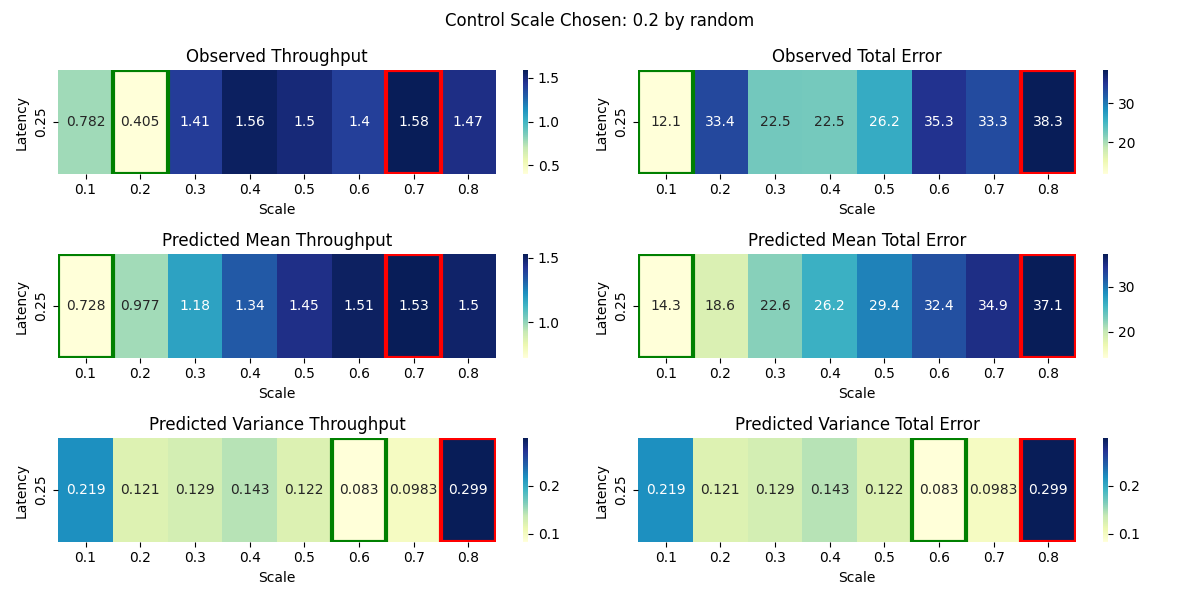 Control Scale Chosen: 0.2 by random
Observed Throughput
Latency
0.25
0.782 0.405 1.41 1.56 1.5 1.4 1.58 1.47
0.1 0.2 0.3 0.4 0.5 0.6 0.7 0.8
Scale
1.5
1.0
0.5
Observed Total Error
Latency
0.25
12.1 33.4 22.5 22.5 26.2 35.3 33.3 38.3
0.1 0.2 0.3 0.4 0.5 0.6 0.7 0.8
Scale
30
20
Predicted Mean Throughput
Latency
0.25
0.728 0.977 1.18 1.34 1.45 1.51 1.53 1.5
0.1 0.2 0.3 0.4 0.5 0.6 0.7 0.8
Scale
1.5
1.0
Predicted Mean Total Error
Latency
0.25
14.3 18.6 22.6 26.2 29.4 32.4 34.9 37.1
0.1 0.2 0.3 0.4 0.5 0.6 0.7 0.8
Scale
30
20
Predicted Variance Throughput
Latency
0.25
0.219 0.121 0.129 0.143 0.122 0.083 0.0983 0.299
0.1 0.2 0.3 0.4 0.5 0.6 0.7 0.8
Scale
0.2
0.1
Predicted Variance Total Error
Latency
0.25
0.219 0.121 0.129 0.143 0.122 0.083 0.0983 0.299
0.1 0.2 0.3 0.4 0.5 0.6 0.7 0.8
Scale
0.2
0.1